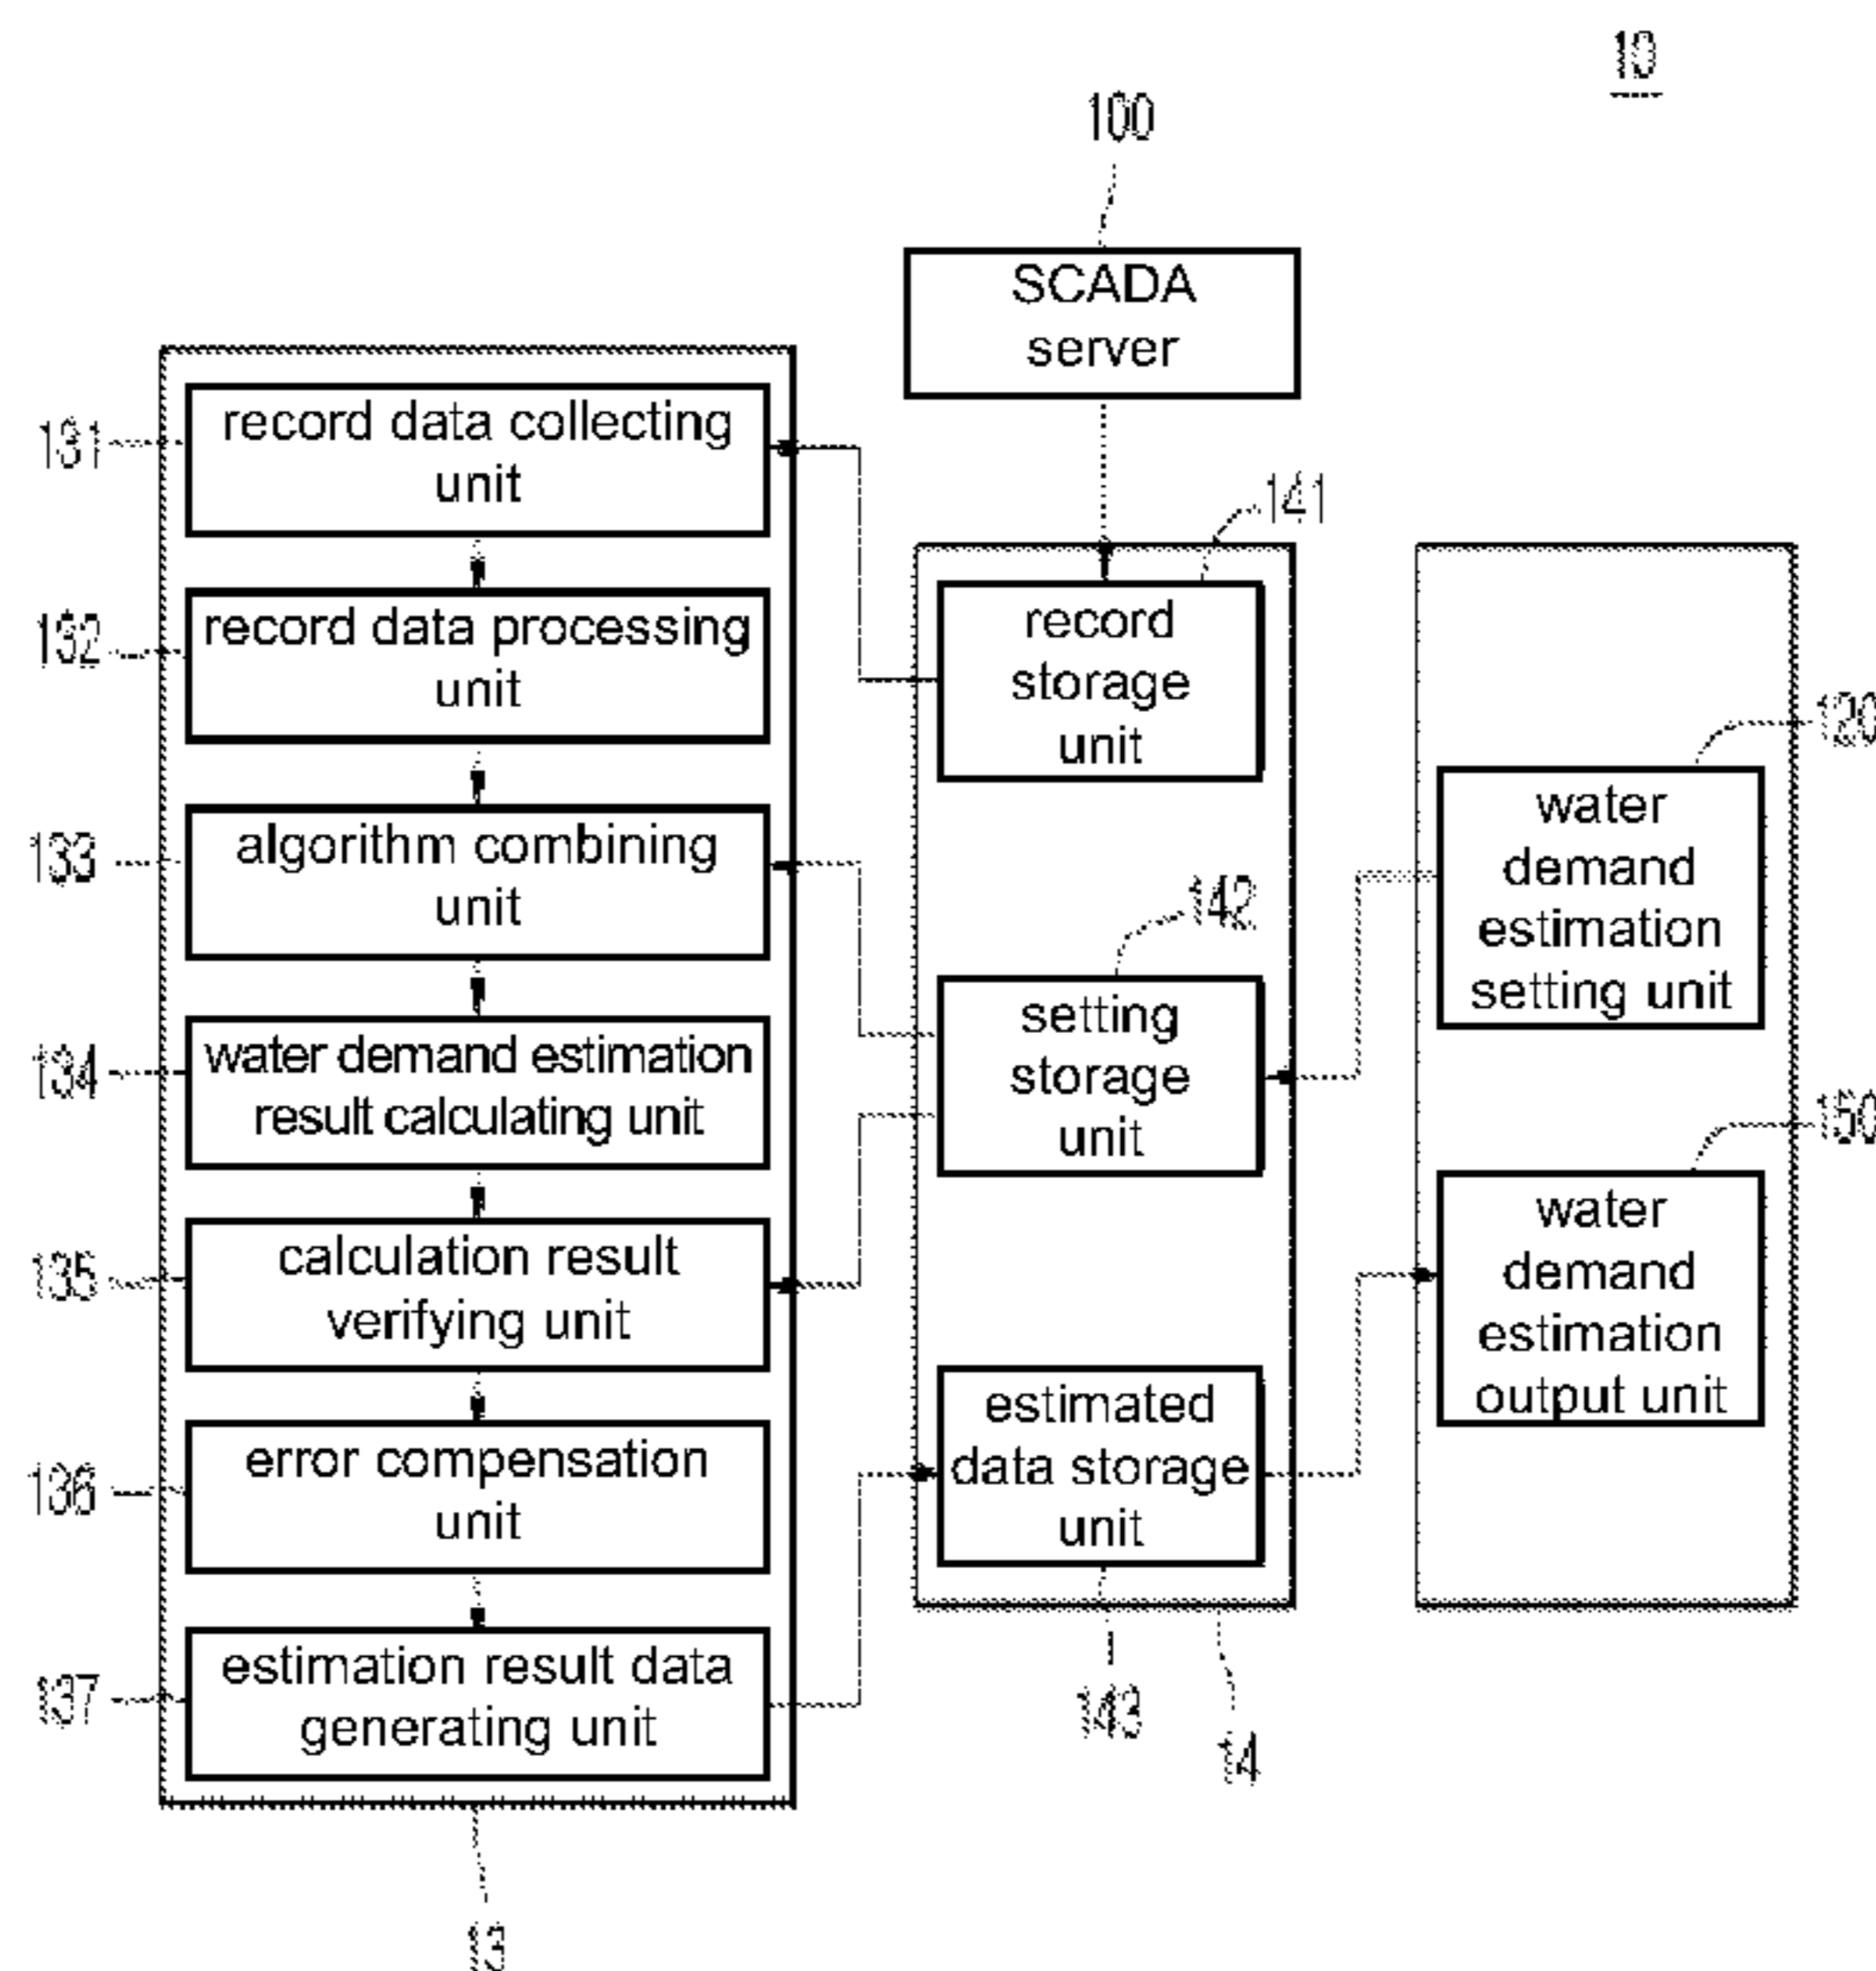 10
100
SCADA
server
131
record data collecting
unit
132
record data processing
unit
133
algorithm combining
unit
134
water demand estimation
result calculating unit
135
calculation result
verifying unit
136
error compensation
unit
137
estimation result data
generating unit
13
141
record
storage
unit
142
setting
storage
unit
estimated
data storage
unit
143
14
120
water
demand
estimation
setting unit
150
water
demand
estimation
output unit